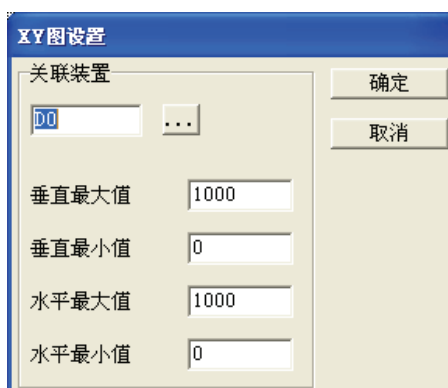 XY图设置
关联装置
D0
...
确定
取消
垂直最大值 1000
垂直最小值 0
水平最大值 1000
水平最小值 0